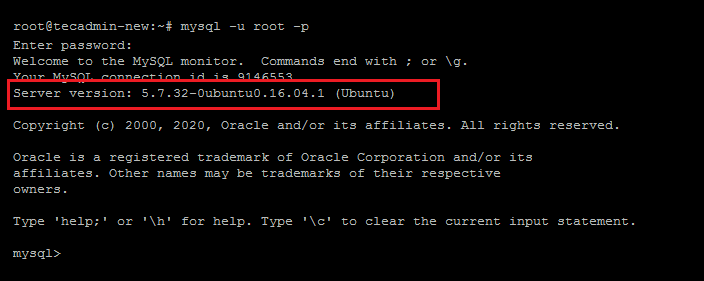 root@tecadmin-new:~# mysql -u root -p
Enter password:
Welcome to the MySQL monitor.  Commands end with ; or \g.
Your MySQL connection id is 9146553
Server version: 5.7.32-0ubuntu0.16.04.1 (Ubuntu)
Copyright (c) 2000, 2020, Oracle and/or its affiliates. All rights reserved.
Oracle is a registered trademark of Oracle Corporation and/or its
affiliates. Other names may be trademarks of their respective
owners.
Type 'help;' or '\h' for help. Type '\c' to clear the current input statement.
mysql>